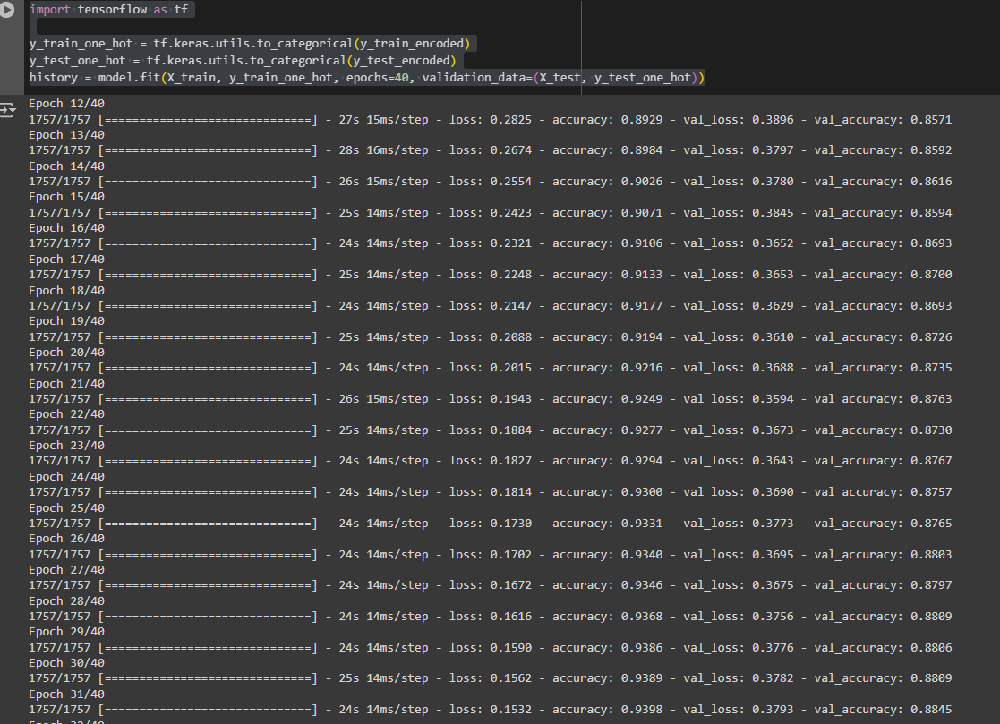 import tensorflow as tf
y_train_one_hot = tf.keras.utils.to_categorical(y_train_encoded)
y_test_one_hot = tf.keras.utils.to_categorical(y_test_encoded)
history = model.fit(X_train, y_train_one_hot, epochs=40, validation_data=(X_test, y_test_one_hot))
Epoch 12/40
1757/1757 [==============================] - 27s 15ms/step - loss: 0.2825 - accuracy: 0.8929 - val_loss: 0.3896 - val_accuracy: 0.8571
Epoch 13/40
1757/1757 [==============================] - 28s 16ms/step - loss: 0.2674 - accuracy: 0.8984 - val_loss: 0.3797 - val_accuracy: 0.8592
Epoch 14/40
1757/1757 [==============================] - 26s 15ms/step - loss: 0.2554 - accuracy: 0.9026 - val_loss: 0.3780 - val_accuracy: 0.8616
Epoch 15/40
1757/1757 [==============================] - 25s 14ms/step - loss: 0.2423 - accuracy: 0.9071 - val_loss: 0.3845 - val_accuracy: 0.8594
Epoch 16/40
1757/1757 [==============================] - 24s 14ms/step - loss: 0.2321 - accuracy: 0.9106 - val_loss: 0.3652 - val_accuracy: 0.8693
Epoch 17/40
1757/1757 [==============================] - 25s 14ms/step - loss: 0.2248 - accuracy: 0.9133 - val_loss: 0.3653 - val_accuracy: 0.8700
Epoch 18/40
1757/1757 [==============================] - 24s 14ms/step - loss: 0.2147 - accuracy: 0.9177 - val_loss: 0.3629 - val_accuracy: 0.8693
Epoch 19/40
1757/1757 [==============================] - 25s 14ms/step - loss: 0.2088 - accuracy: 0.9194 - val_loss: 0.3610 - val_accuracy: 0.8726
Epoch 20/40
1757/1757 [==============================] - 24s 14ms/step - loss: 0.2015 - accuracy: 0.9216 - val_loss: 0.3688 - val_accuracy: 0.8735
Epoch 21/40
1757/1757 [==============================] - 26s 15ms/step - loss: 0.1943 - accuracy: 0.9249 - val_loss: 0.3594 - val_accuracy: 0.8763
Epoch 22/40
1757/1757 [==============================] - 25s 14ms/step - loss: 0.1884 - accuracy: 0.9277 - val_loss: 0.3673 - val_accuracy: 0.8730
Epoch 23/40
1757/1757 [==============================] - 24s 14ms/step - loss: 0.1827 - accuracy: 0.9294 - val_loss: 0.3643 - val_accuracy: 0.8767
Epoch 24/40
1757/1757 [==============================] - 24s 14ms/step - loss: 0.1814 - accuracy: 0.9300 - val_loss: 0.3690 - val_accuracy: 0.8757
Epoch 25/40
1757/1757 [==============================] - 24s 14ms/step - loss: 0.1730 - accuracy: 0.9331 - val_loss: 0.3773 - val_accuracy: 0.8765
Epoch 26/40
1757/1757 [==============================] - 24s 14ms/step - loss: 0.1702 - accuracy: 0.9340 - val_loss: 0.3695 - val_accuracy: 0.8803
Epoch 27/40
1757/1757 [==============================] - 24s 14ms/step - loss: 0.1672 - accuracy: 0.9346 - val_loss: 0.3675 - val_accuracy: 0.8797
Epoch 28/40
1757/1757 [==============================] - 24s 14ms/step - loss: 0.1616 - accuracy: 0.9368 - val_loss: 0.3756 - val_accuracy: 0.8809
Epoch 29/40
1757/1757 [==============================] - 24s 14ms/step - loss: 0.1590 - accuracy: 0.9386 - val_loss: 0.3776 - val_accuracy: 0.8806
Epoch 30/40
1757/1757 [==============================] - 25s 14ms/step - loss: 0.1562 - accuracy: 0.9389 - val_loss: 0.3782 - val_accuracy: 0.8809
Epoch 31/40
1757/1757 [==============================] - 24s 14ms/step - loss: 0.1532 - accuracy: 0.9398 - val_loss: 0.3793 - val_accuracy: 0.8845